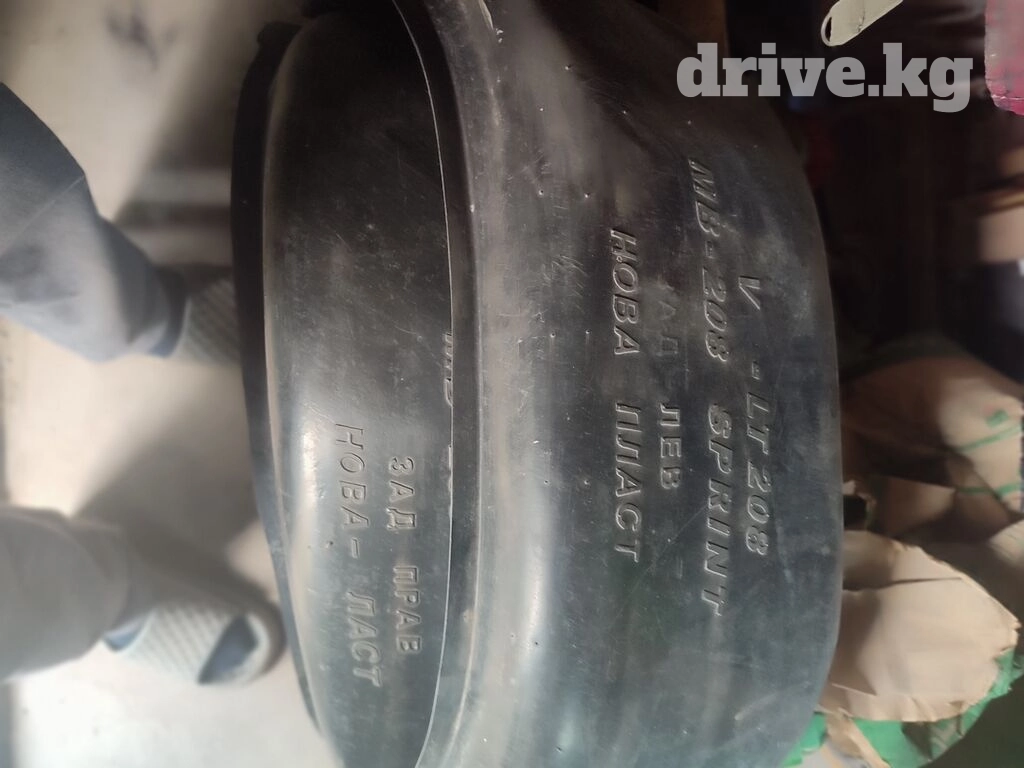 drive.kg
V - LT 208
MB-208 SPRINT
ЗАД ЛЕВ
НОВА ПЛАСТ
ЗАД ПРАВ
НОВА - ПЛАСТ